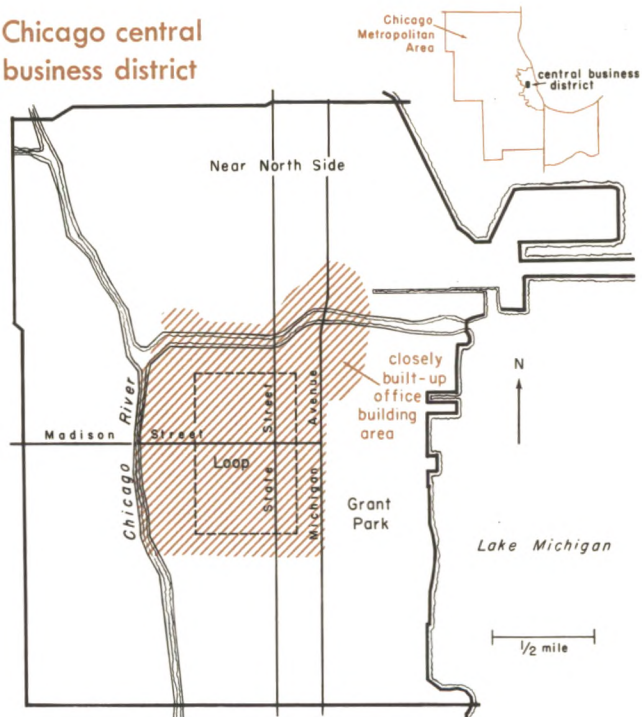 Chicago central
business district
Chicago
Metropolitan
Area
central business
district
Near North Side
closely
built-up
office
building
area
N
Chicago River
Madison Street
State Street
Michigan Avenue
Loop
Grant
Park
Lake Michigan
1/2 mile